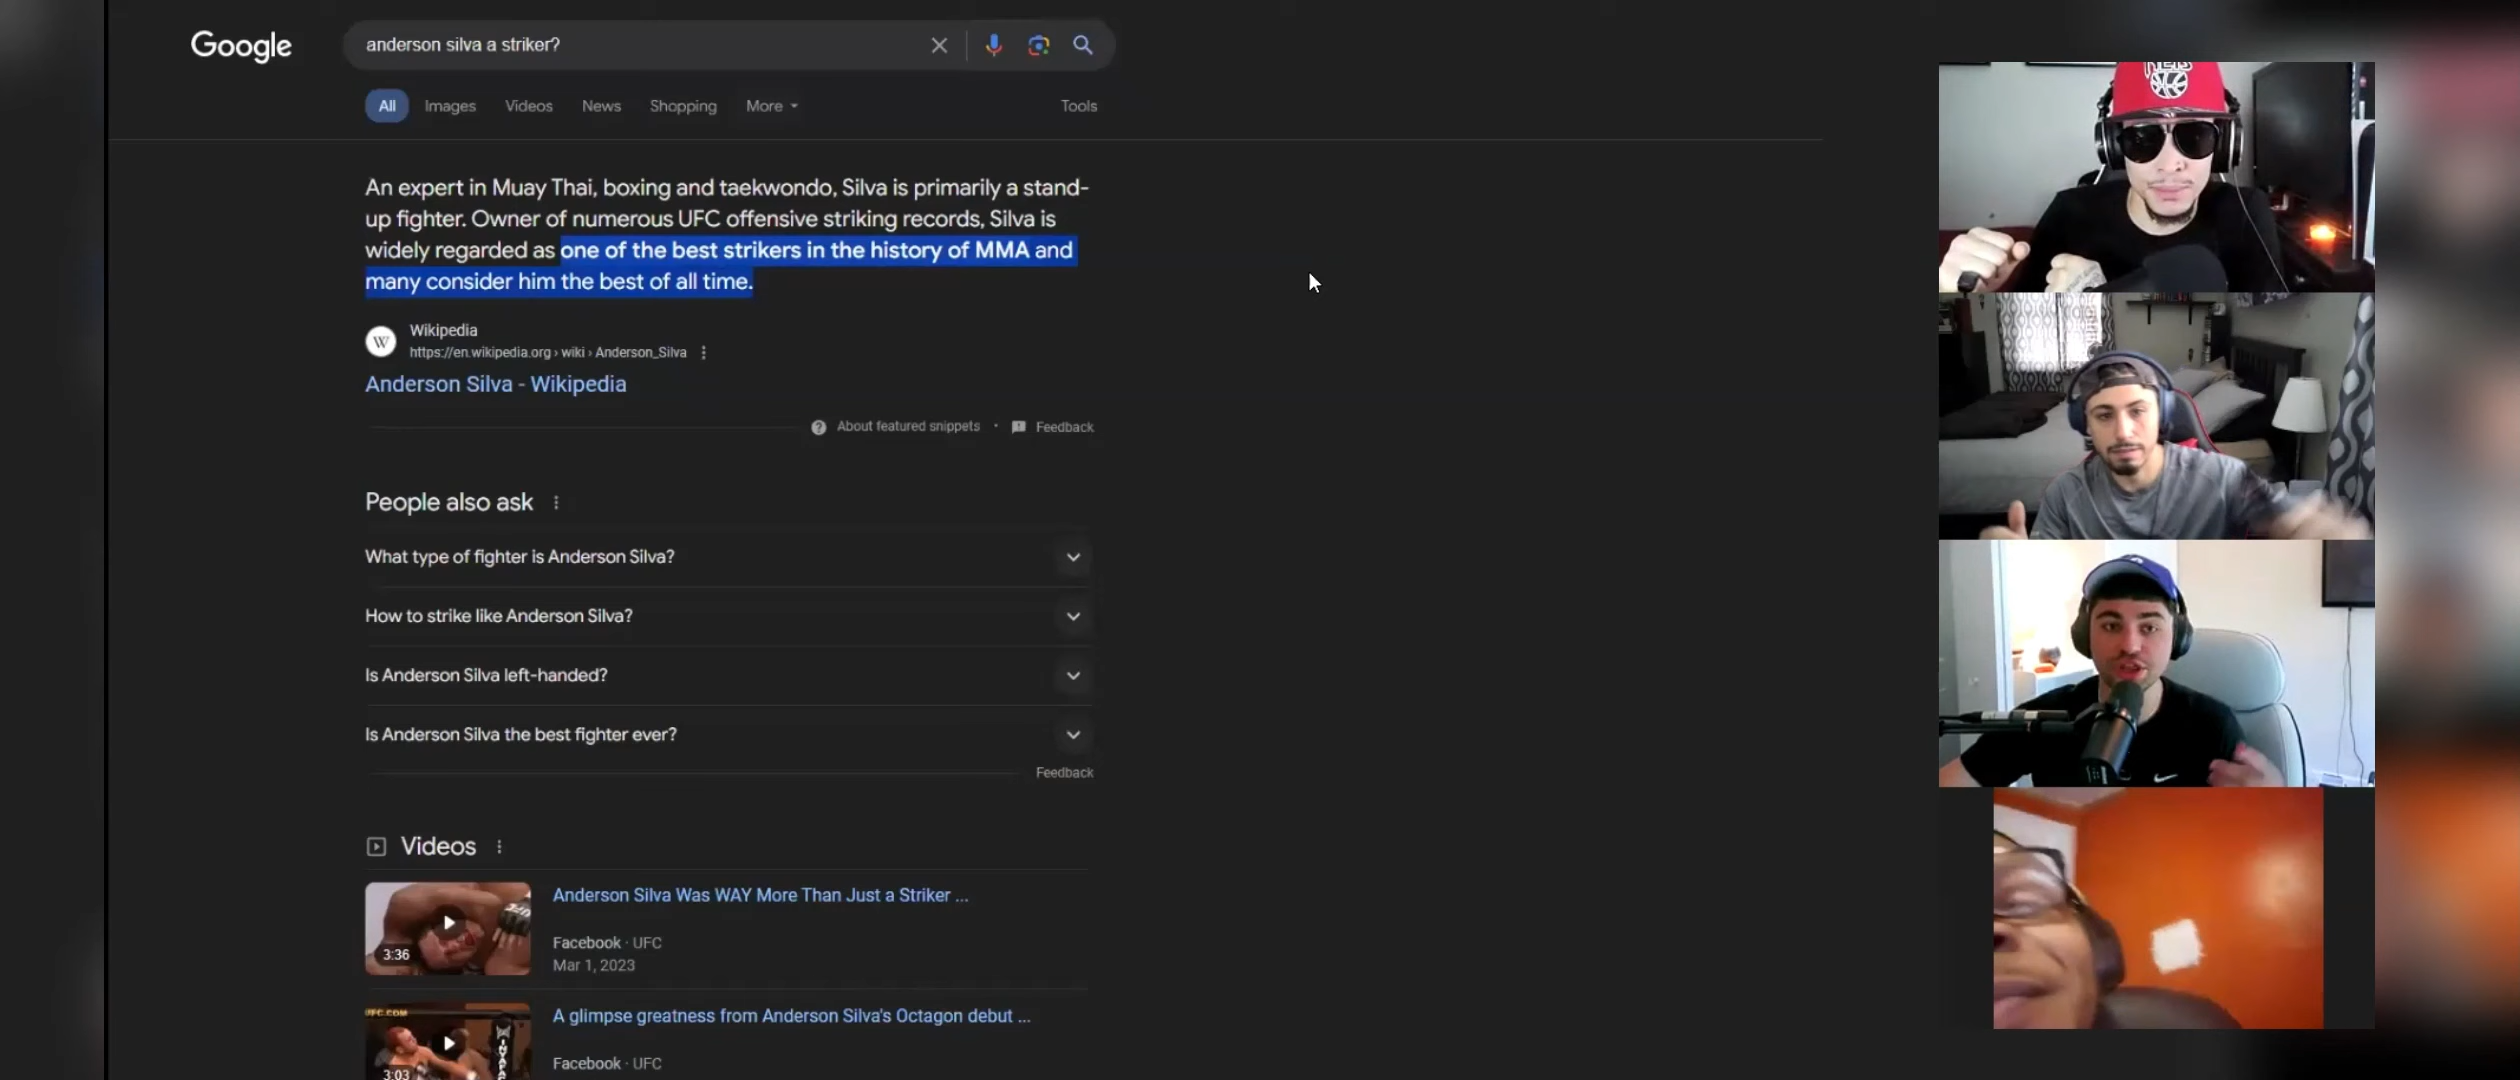 Google
anderson silva a striker?
All Images Videos News Shopping More Tools
An expert in Muay Thai, boxing and taekwondo, Silva is primarily a stand-
up fighter. Owner of numerous UFC offensive striking records, Silva is
widely regarded as one of the best strikers in the history of MMA and
many consider him the best of all time.
W
Wikipedia
https://en.wikipedia.org › wiki › Anderson_Silva
Anderson Silva - Wikipedia
About featured snippets · Feedback
People also ask
What type of fighter is Anderson Silva?
How to strike like Anderson Silva?
Is Anderson Silva left-handed?
Is Anderson Silva the best fighter ever?
Feedback
Videos
3:36
Anderson Silva Was WAY More Than Just a Striker ...
Facebook · UFC
Mar 1, 2023
UFC.COM
3:03
A glimpse greatness from Anderson Silva's Octagon debut ...
Facebook · UFC
NETS